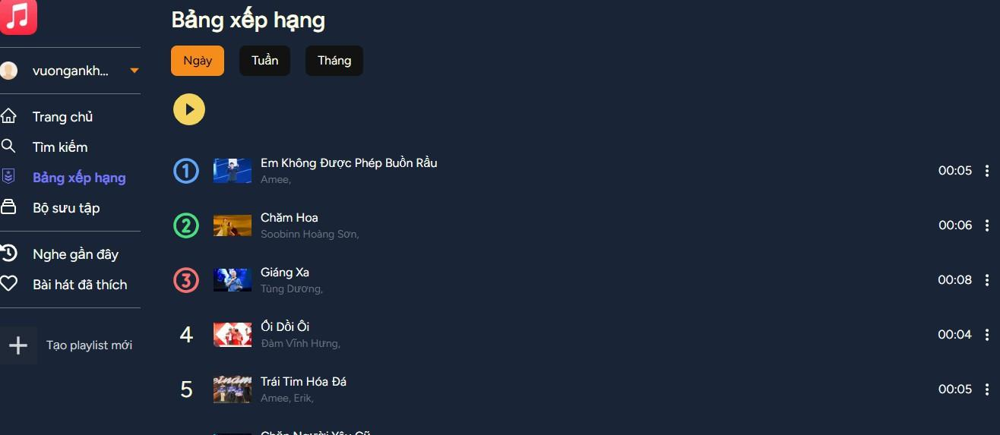 Bảng xếp hạng
Ngày Tuần Tháng
vuongankh...
Trang chủ
Tìm kiếm
Bảng xếp hạng
Bộ sưu tập
Nghe gần đây
Bài hát đã thích
Tạo playlist mới
1 Em Không Được Phép Buồn Rầu 00:05
Amee,
2 Chăm Hoa 00:06
Soobinn Hoàng Sơn,
3 Giáng Xa 00:08
Tùng Dương,
4 Ối Dồi Ôi 00:04
Đàm Vĩnh Hưng,
5 Trái Tim Hóa Đá 00:05
Amee, Erik,